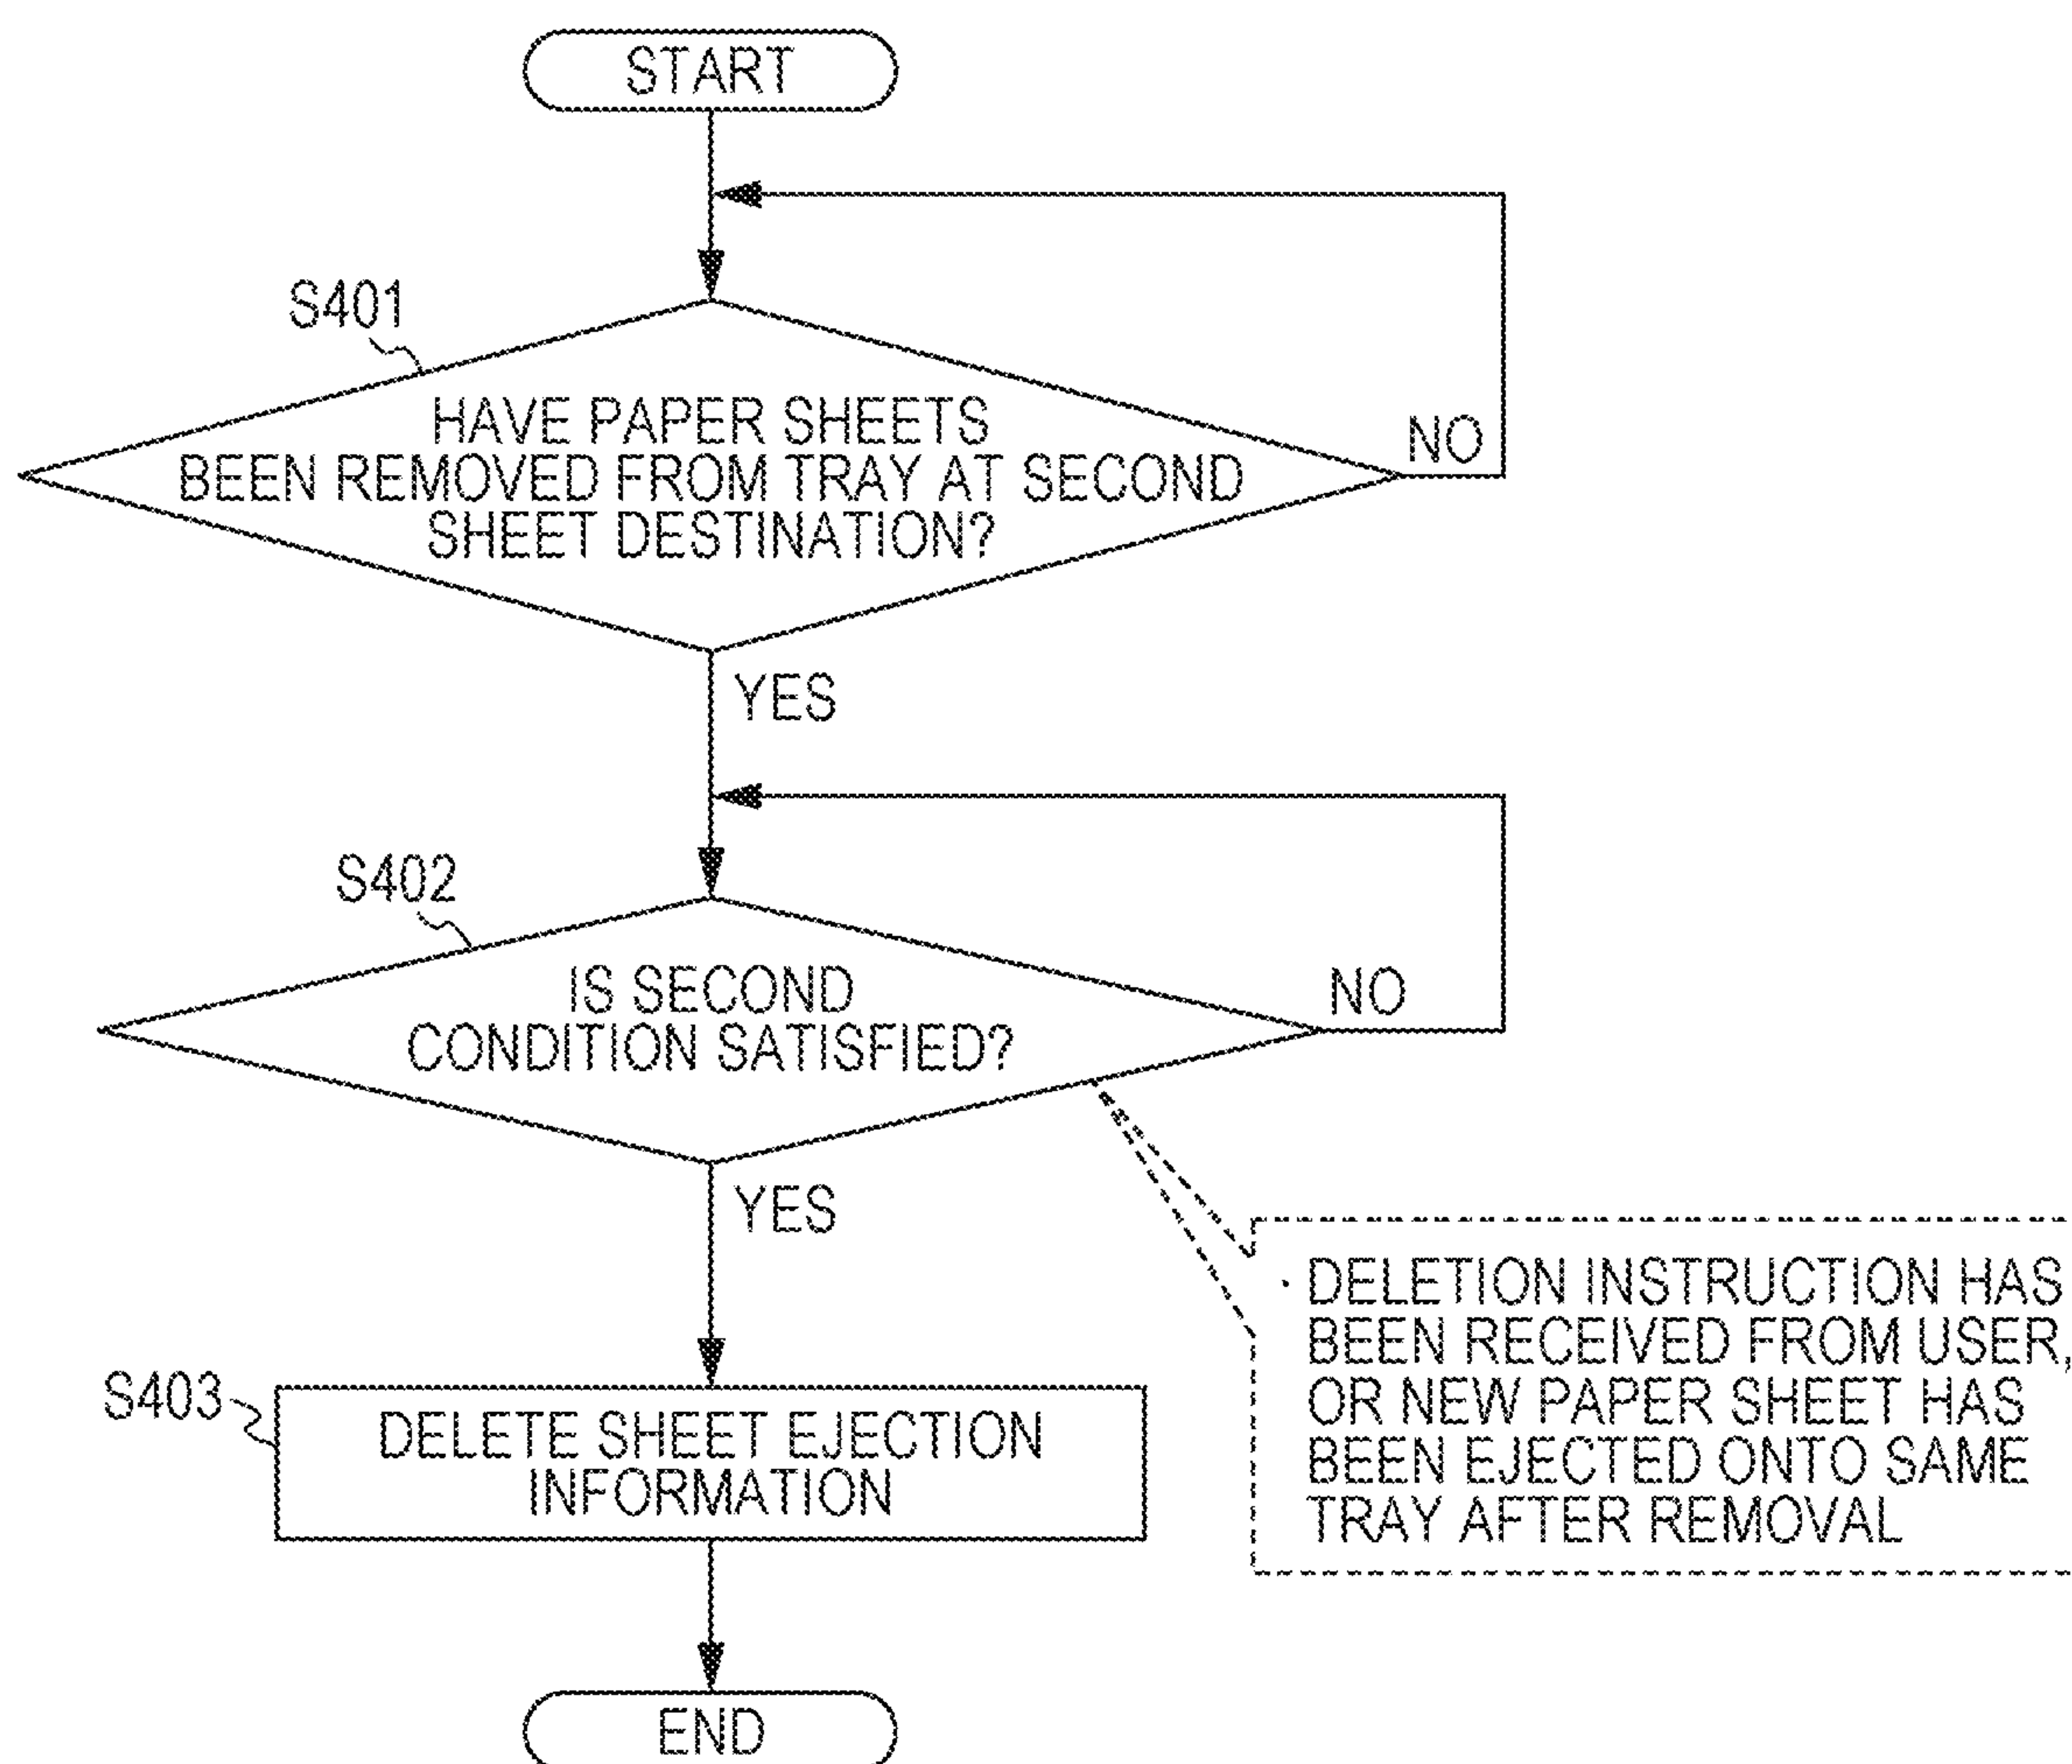 START
S401
HAVE PAPER SHEETS
BEEN REMOVED FROM TRAY AT SECOND
SHEET DESTINATION?
NO
YES
S402
IS SECOND
CONDITION SATISFIED?
NO
YES
· DELETION INSTRUCTION HAS
BEEN RECEIVED FROM USER,
OR NEW PAPER SHEET HAS
BEEN EJECTED ONTO SAME
TRAY AFTER REMOVAL
S403
DELETE SHEET EJECTION
INFORMATION
END